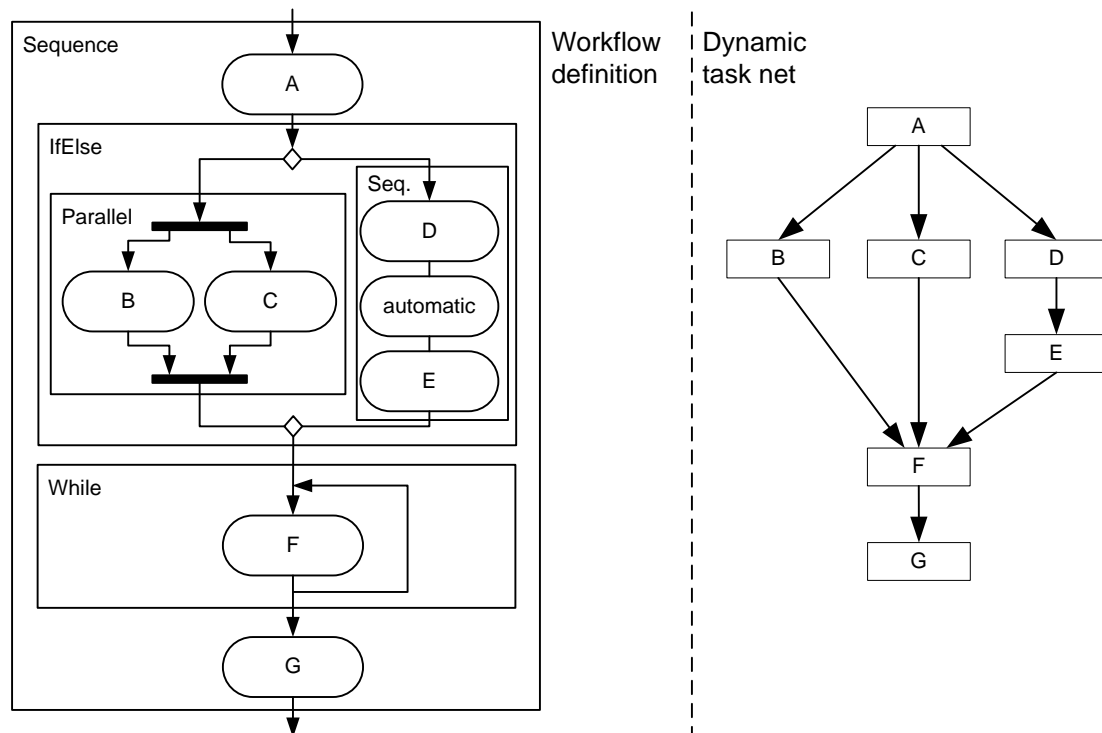 Sequence
A
IfElse
Parallel
B
C
Seq.
D
automatic
E
While
F
G
Workflow
definition
Dynamic
task net
A
B
C
D
E
F
G